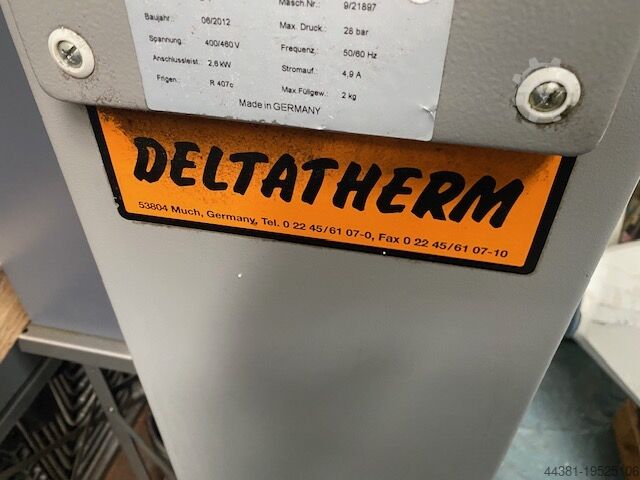 Masch.Nr.: 9/21897
Baujahr: 06/2012
Max. Druck.: 28 bar
Spannung: 400/460 V
Frequenz.: 50/60 Hz
Anschlussleist.: 2,6 kW
Stromauf.: 4,9 A
Frigen.: R 407c
Max.Füllgew.: 2 kg
Made in GERMANY
DELTATHERM
53804 Much, Germany, Tel. 0 22 45/61 07-0, Fax 0 22 45/61 07-10
44381-19525106